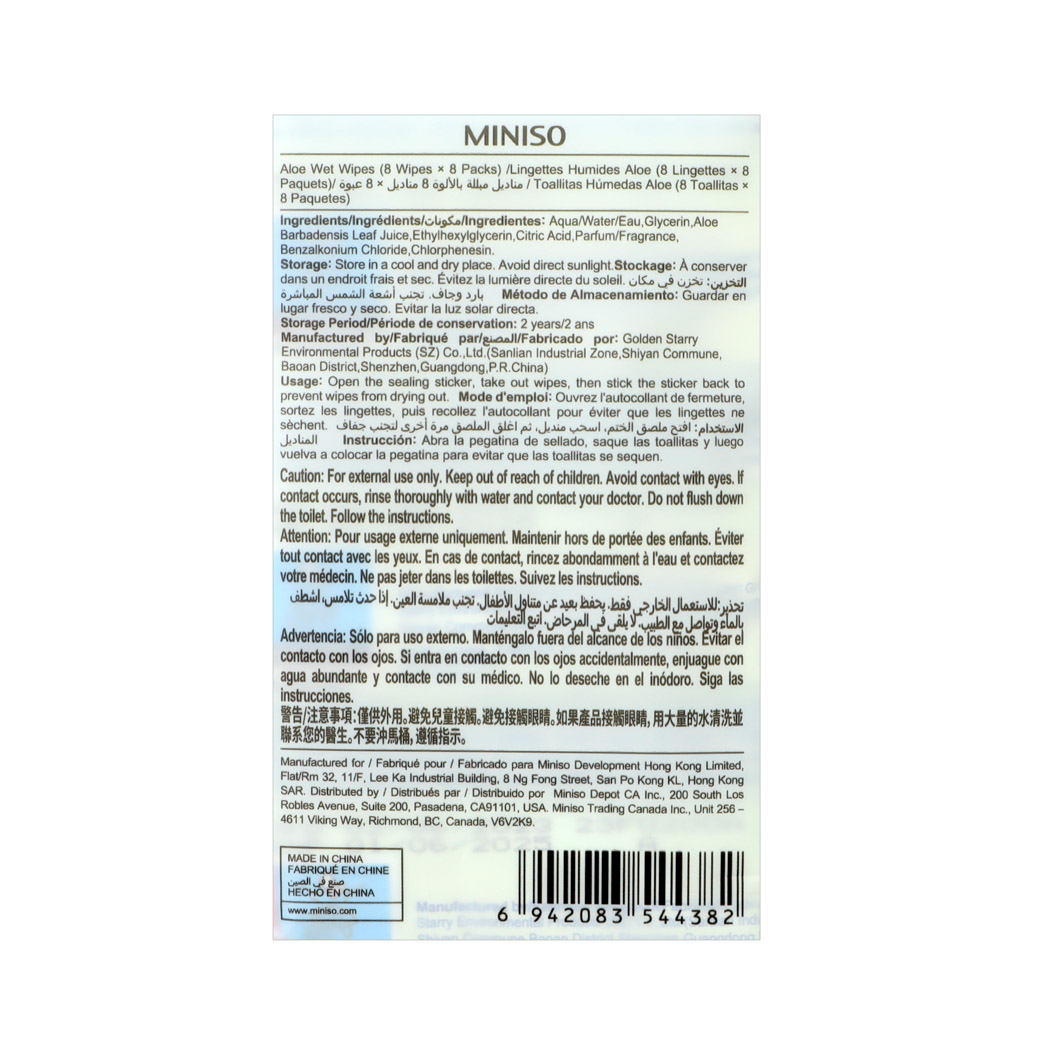 MINISO
Aloe Wet Wipes (8 Wipes × 8 Packs) /Lingettes Humides Aloe (8 Lingettes × 8
Paquets)/ مناديل مبللة بالألوة 8 مناديل × 8 عبوة / Toallitas Húmedas Aloe (8 Toallitas ×
8 Paquetes)
Ingredients/Ingrédients/مكونات/Ingredientes: Aqua/Water/Eau,Glycerin,Aloe
Barbadensis Leaf Juice,Ethylhexylglycerin,Citric Acid,Parfum/Fragrance,
Benzalkonium Chloride,Chlorphenesin.
Storage: Store in a cool and dry place. Avoid direct sunlight.Stockage: À conserver
dans un endroit frais et sec. Évitez la lumière directe du soleil. التخزين: تخزن في مكان
بارد وجاف. تجنب أشعة الشمس المباشرة Método de Almacenamiento: Guardar en
lugar fresco y seco. Evitar la luz solar directa.
Storage Period/Période de conservation: 2 years/2 ans
Manufactured by/Fabriqué par/المصنع/Fabricado por: Golden Starry
Environmental Products (SZ) Co.,Ltd.(Sanlian Industrial Zone,Shiyan Commune,
Baoan District,Shenzhen,Guangdong,P.R.China)
Usage: Open the sealing sticker, take out wipes, then stick the sticker back to
prevent wipes from drying out. Mode d'emploi: Ouvrez l'autocollant de fermeture,
sortez les lingettes, puis recollez l'autocollant pour éviter que les lingettes ne
sèchent. الاستخدام: افتح ملصق الختم، اسحب منديل، ثم اغلق الملصق مرة أخرى لتجنب جفاف
المناديل Instrucción: Abra la pegatina de sellado, saque las toallitas y luego
vuelva a colocar la pegatina para evitar que las toallitas se sequen.
Caution: For external use only. Keep out of reach of children. Avoid contact with eyes. If
contact occurs, rinse thoroughly with water and contact your doctor. Do not flush down
the toilet. Follow the instructions.
Attention: Pour usage externe uniquement. Maintenir hors de portée des enfants. Éviter
tout contact avec les yeux. En cas de contact, rincez abondamment à l'eau et contactez
votre médecin. Ne pas jeter dans les toilettes. Suivez les instructions.
تحذير:للاستعمال الخارجي فقط. يحفظ بعيد عن متناول الأطفال. تجنب ملامسة العين. إذا حدث تلامس، اشطف
بالماء وتواصل مع الطبيب. لا يلقى في المرحاض. اتبع التعليمات
Advertencia: Sólo para uso externo. Manténgalo fuera del alcance de los niños. Evitar el
contacto con los ojos. Si entra en contacto con los ojos accidentalmente, enjuague con
agua abundante y contacte con su médico. No lo deseche en el inódoro. Siga las
instrucciones.
警告/注意事項:僅供外用。避免兒童接觸。避免接觸眼睛。如果產品接觸眼睛, 用大量的水清洗並
聯系您的醫生。不要沖馬桶, 遵循指示。
Manufactured for / Fabriqué pour / Fabricado para Miniso Development Hong Kong Limited,
Flat/Rm 32, 11/F, Lee Ka Industrial Building, 8 Ng Fong Street, San Po Kong KL, Hong Kong
SAR. Distributed by / Distribués par / Distribuido por Miniso Depot CA Inc., 200 South Los
Robles Avenue, Suite 200, Pasadena, CA91101, USA. Miniso Trading Canada Inc., Unit 256 –
4611 Viking Way, Richmond, BC, Canada, V6V2K9.
MADE IN CHINA
FABRIQUÉ EN CHINE
صنع في الصين
HECHO EN CHINA
www.miniso.com
6 942083 544382